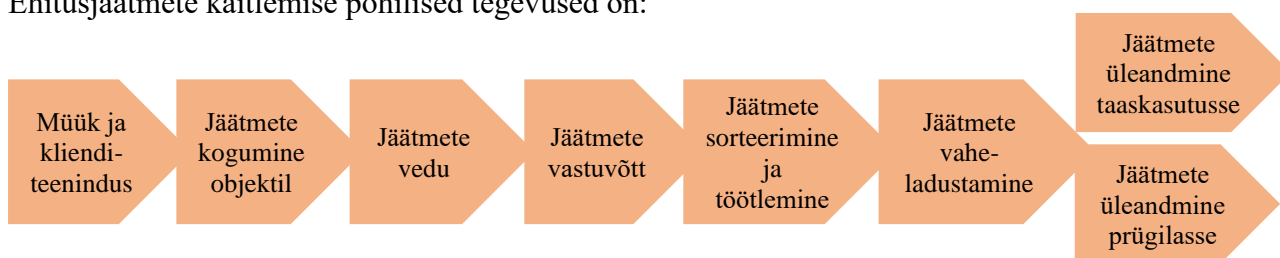 Ehitusjäätmete käitlemise põhilised tegevused on:
Müük ja
kliendi-
teenindus
Jäätmete
kogumine
objektil
Jäätmete
vedu
Jäätmete
vastuvõtt
Jäätmete
sorteerimine
ja
töötlemine
Jäätmete
vahe-
ladustamine
Jäätmete
üleandmine
taaskasutusse
Jäätmete
üleandmine
prügilasse